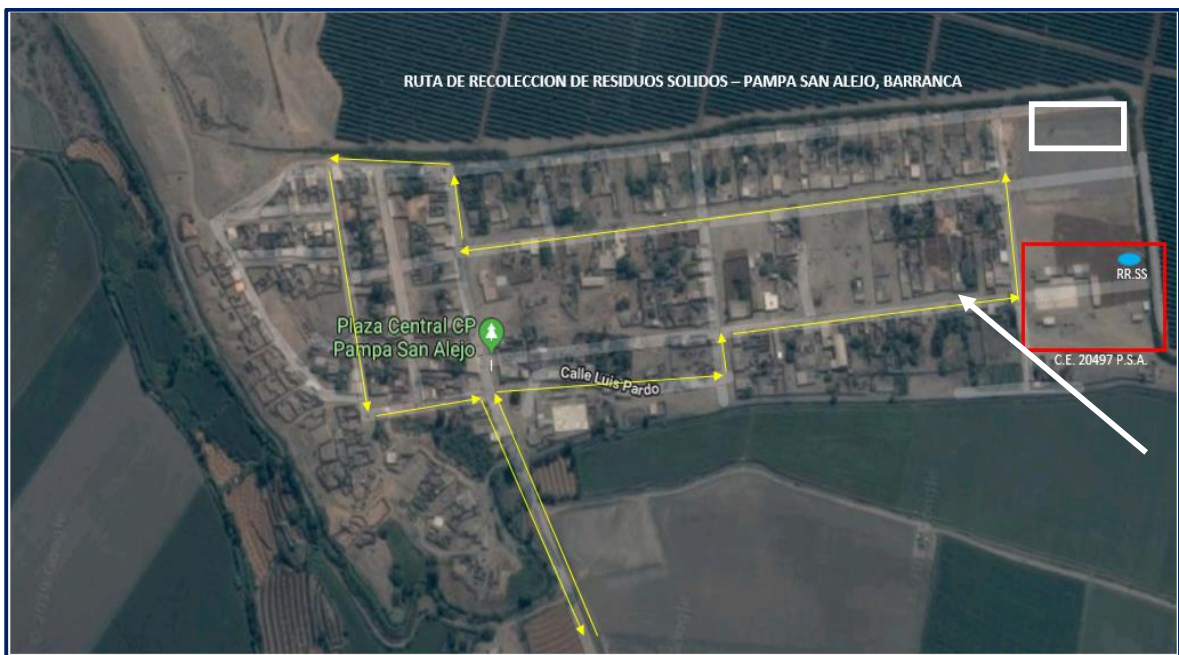 RUTA DE RECOLECCION DE RESIDUOS SOLIDOS – PAMPA SAN ALEJO, BARRANCA
RR.SS
Plaza Central CP
Pampa San Alejo
C.E. 20497 P.S.A.
Calle Luis Pardo